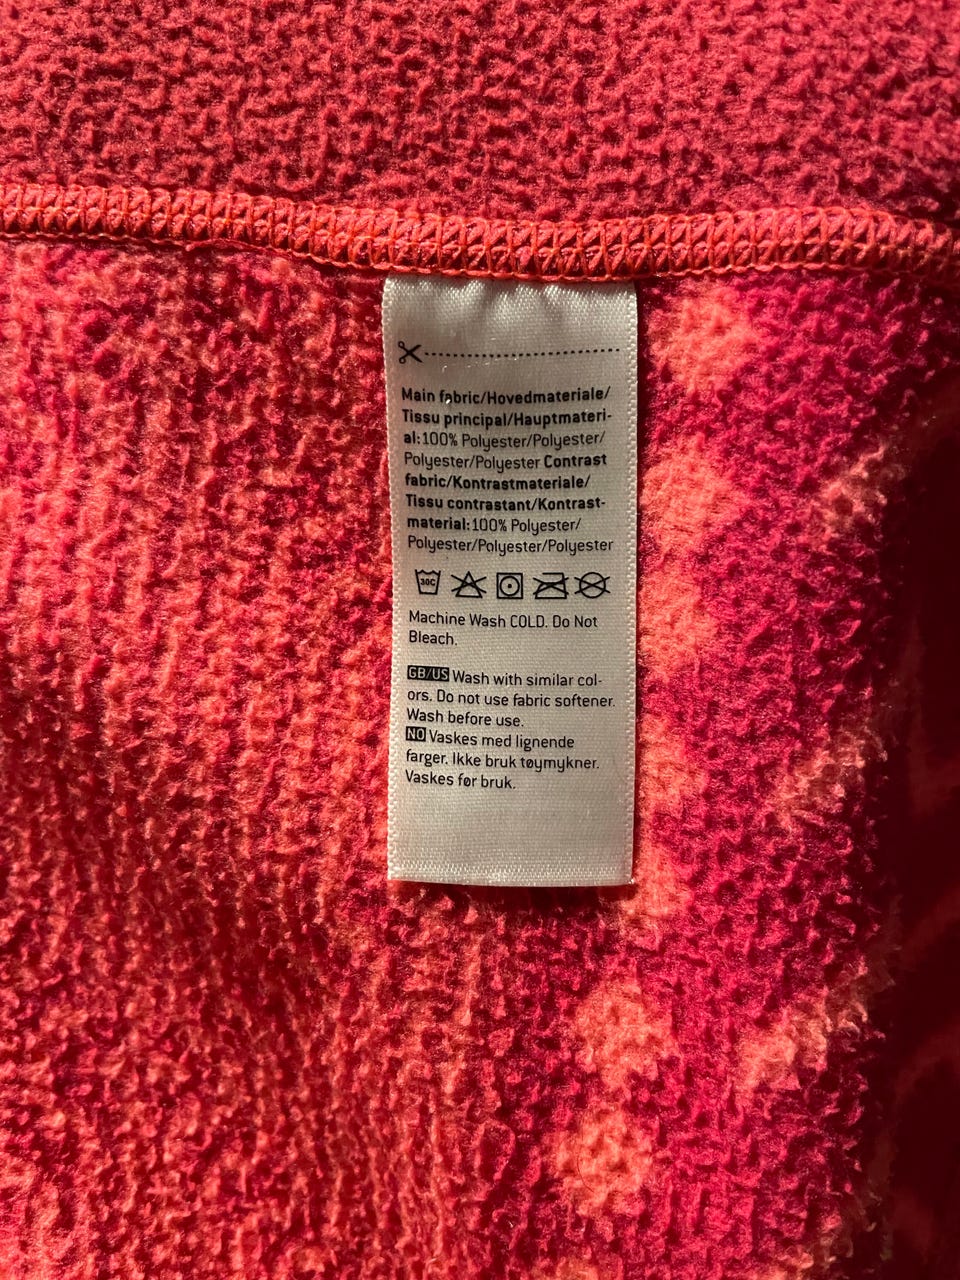 Main fabric/Hovedmateriale/
Tissu principal/Hauptmateri-
al:100% Polyester/Polyester/
Polyester/Polyester Contrast
fabric/Kontrastmateriale/
Tissu contrastant/Kontrast-
material:100% Polyester/
Polyester/Polyester/Polyester
30C
Machine Wash COLD. Do Not
Bleach.
GB/US Wash with similar col-
ors. Do not use fabric softener.
Wash before use.
NO Vaskes med lignende
farger. Ikke bruk tøymykner.
Vaskes før bruk.